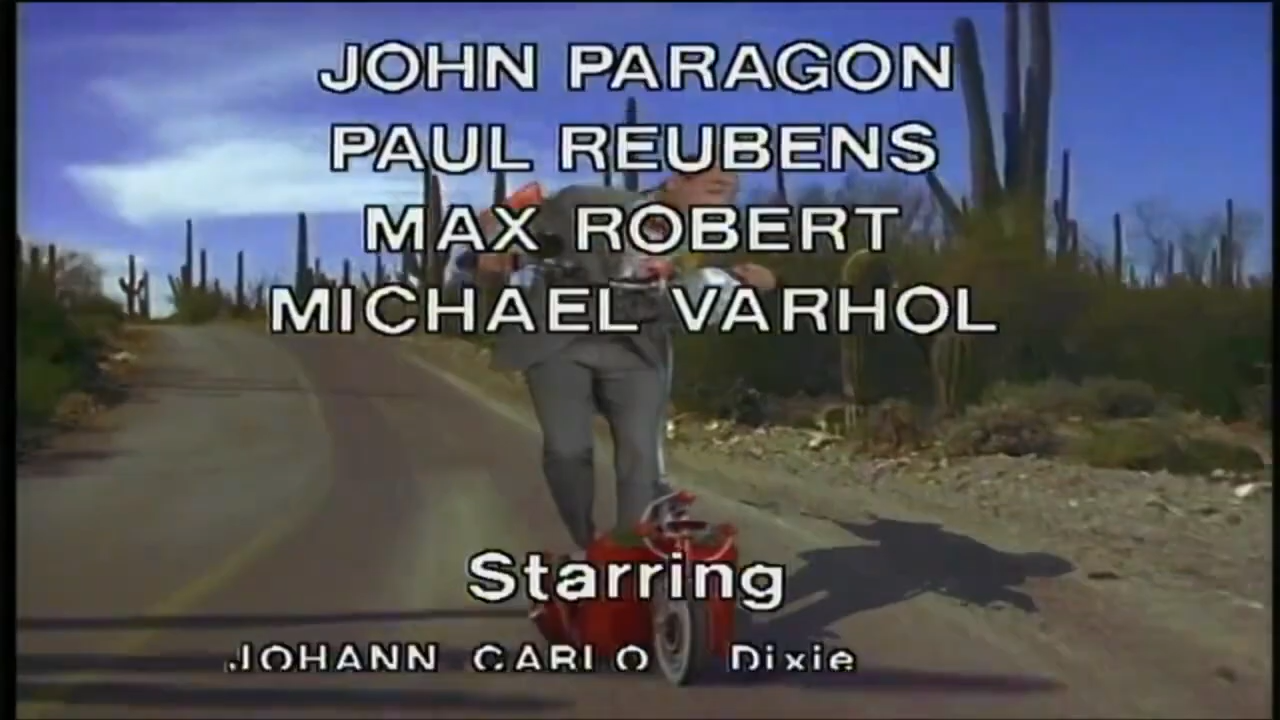 JOHN PARAGON
PAUL REUBENS
MAX ROBERT
MICHAEL VARHOL
Starring
JOHANN CARLO Dixie